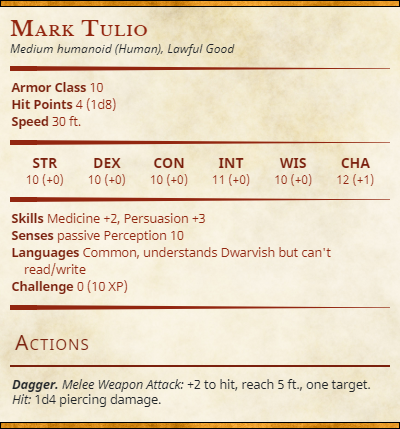 Mark Tulio
Medium humanoid (Human), Lawful Good
Armor Class 10
Hit Points 4 (1d8)
Speed 30 ft.
STR DEX CON INT WIS CHA
10 (+0) 10 (+0) 10 (+0) 11 (+0) 10 (+0) 12 (+1)
Skills Medicine +2, Persuasion +3
Senses passive Perception 10
Languages Common, understands Dwarvish but can't
read/write
Challenge 0 (10 XP)
Actions
Dagger. Melee Weapon Attack: +2 to hit, reach 5 ft., one target.
Hit: 1d4 piercing damage.